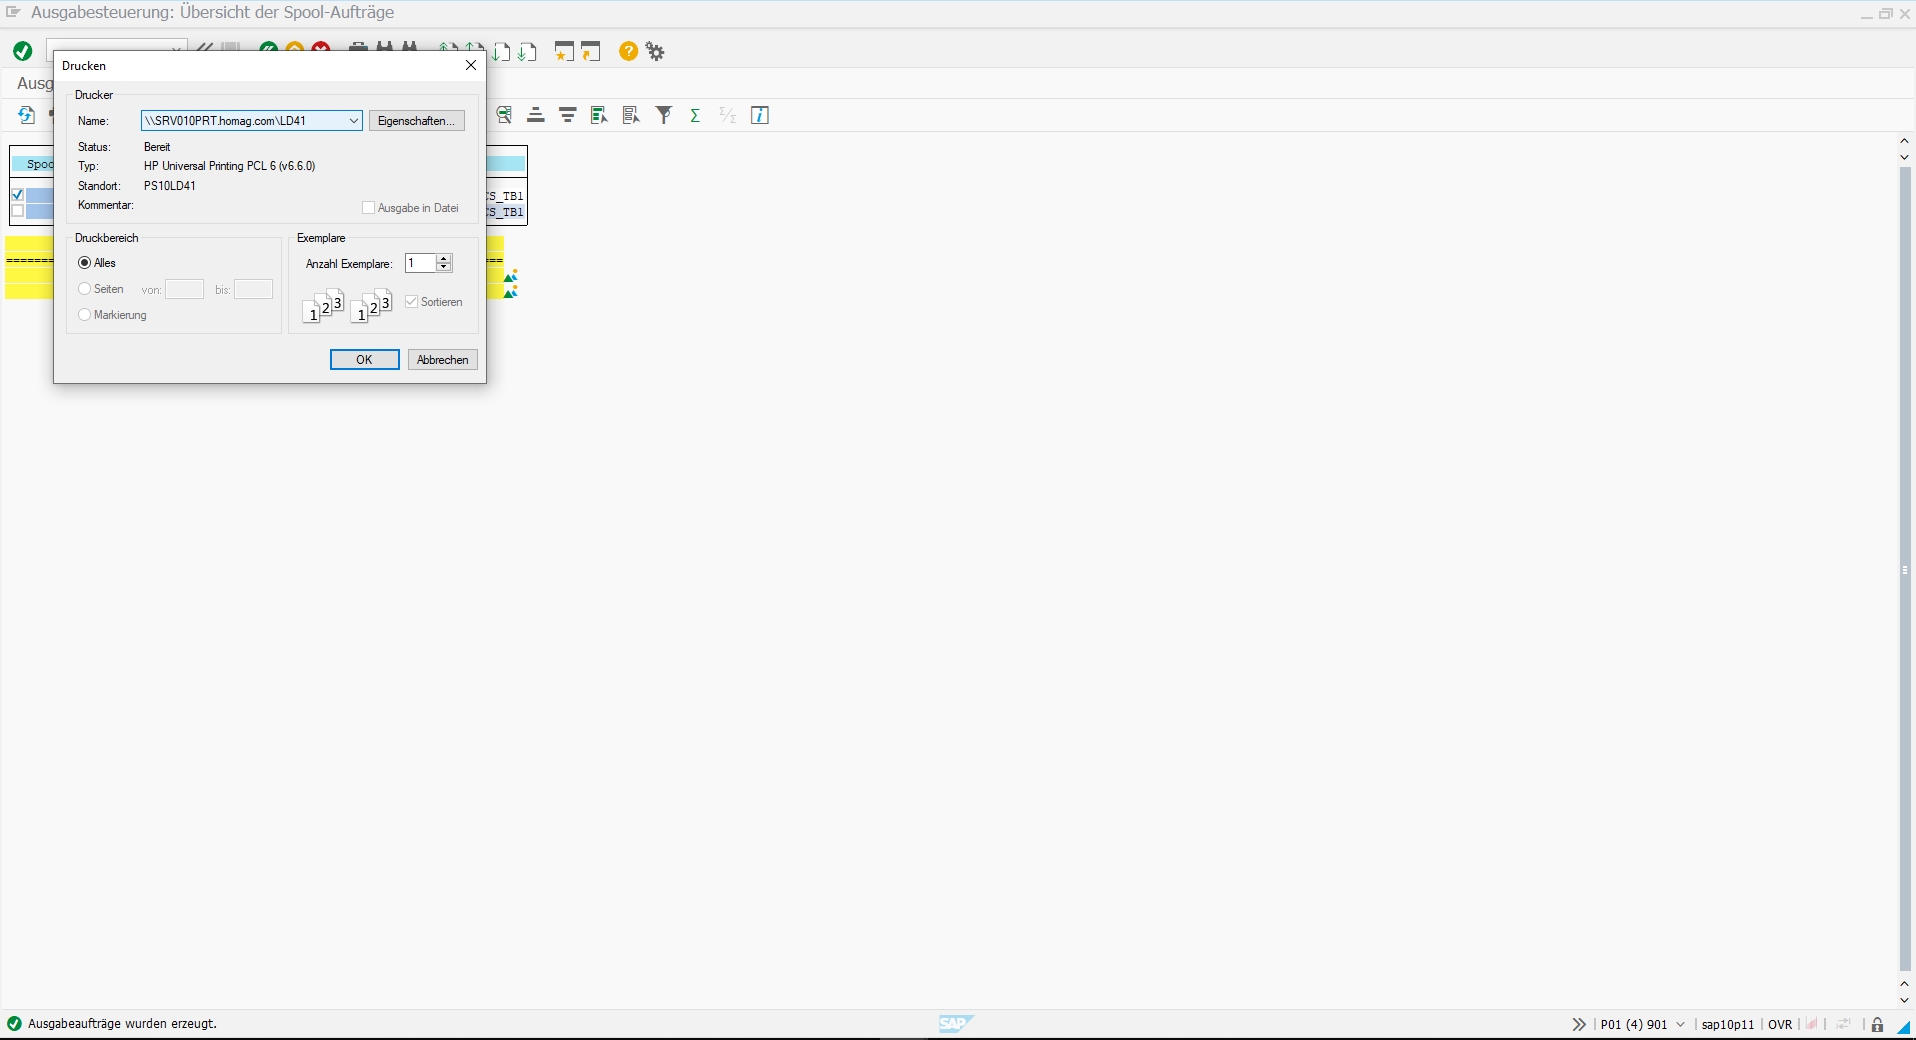 Ausgabesteuerung: Übersicht der Spool-Aufträge
Drucken
Ausg
Drucker
Name: \\SRV010PRT.homag.com\LD41 Eigenschaften...
Status: Bereit
Typ: HP Universal Printing PCL 6 (v6.6.0)
Standort: PS10LD41
Kommentar:
Ausgabe in Datei
Spoo
CS_TB1
CS_TB1
Druckbereich
Alles
Seiten von: bis:
Markierung
Exemplare
Anzahl Exemplare: 1
1 2 3 1 2 3 Sortieren
OK Abbrechen
Ausgabeaufträge wurden erzeugt.
SAP
P01 (4) 901 sap10p11 OVR